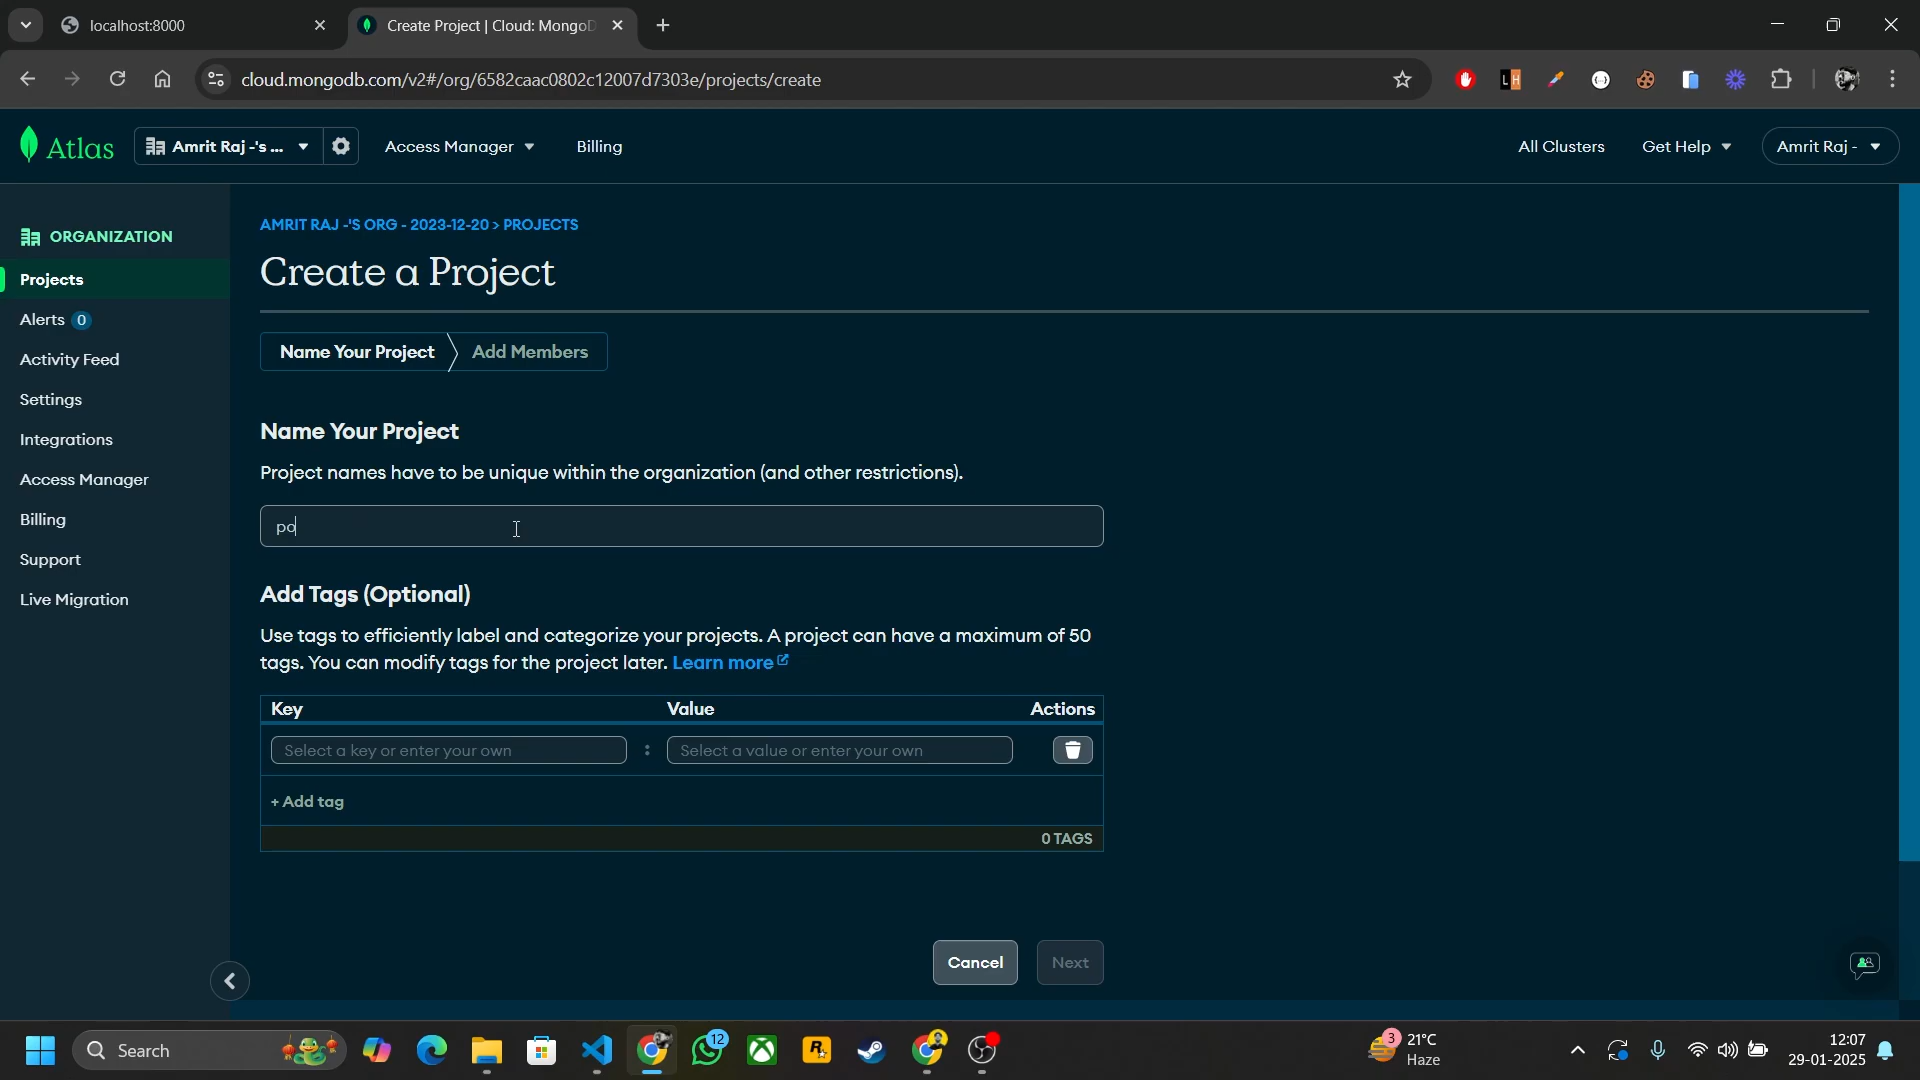 localhost:8000
Create Project | Cloud: MongoD
cloud.mongodb.com/v2#/org/6582caac0802c12007d7303e/projects/create
Atlas
Amrit Raj -'s ...
Access Manager
Billing
All Clusters
Get Help
Amrit Raj -
ORGANIZATION
Projects
Alerts 0
Activity Feed
Settings
Integrations
Access Manager
Billing
Support
Live Migration
AMRIT RAJ -'S ORG - 2023-12-20 > PROJECTS
Create a Project
Name Your Project
Add Members
Name Your Project
Project names have to be unique within the organization (and other restrictions).
po
Add Tags (Optional)
Use tags to efficiently label and categorize your projects. A project can have a maximum of 50
tags. You can modify tags for the project later. Learn more
Key Value Actions
Select a key or enter your own : Select a value or enter your own
+ Add tag
0 TAGS
Cancel
Next
Search
12
3
21°C
Haze
12:07
29-01-2025